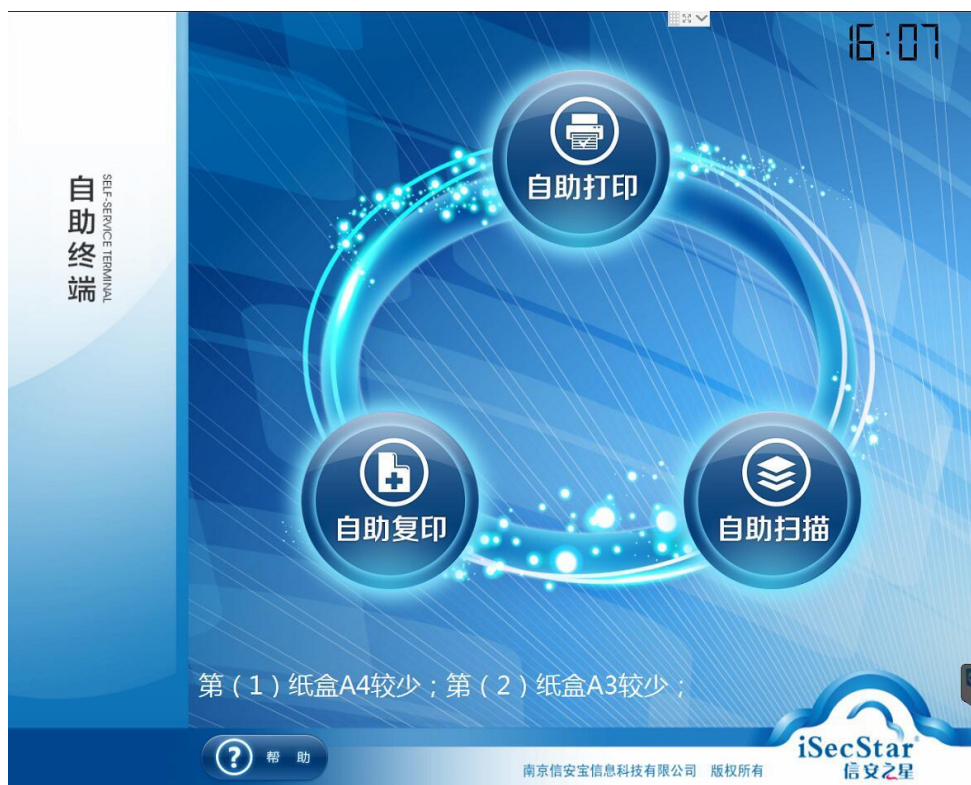 16:07
自助终端
SELF-SERVICE TERMINAL
自助打印
自助复印
自助扫描
第（1）纸盒A4较少；第（2）纸盒A3较少；
帮 助
南京信安宝信息科技有限公司 版权所有
iSecStar
信安之星